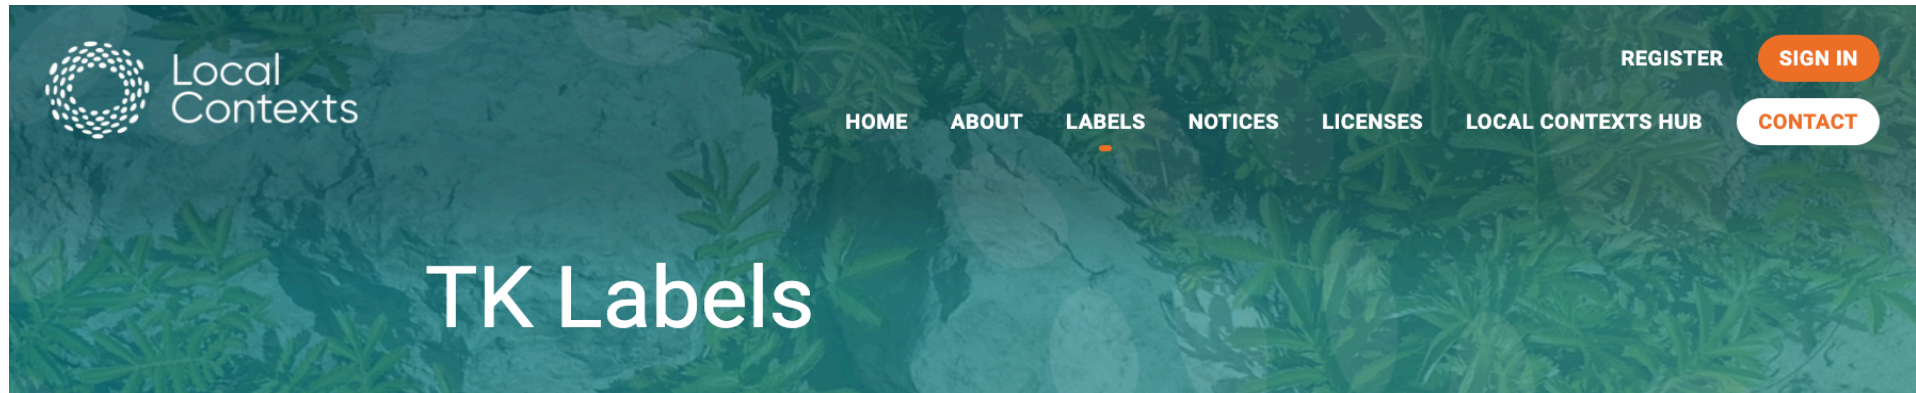 Local
Contexts
REGISTER SIGN IN
HOME ABOUT LABELS NOTICES LICENSES LOCAL CONTEXTS HUB CONTACT
TK Labels